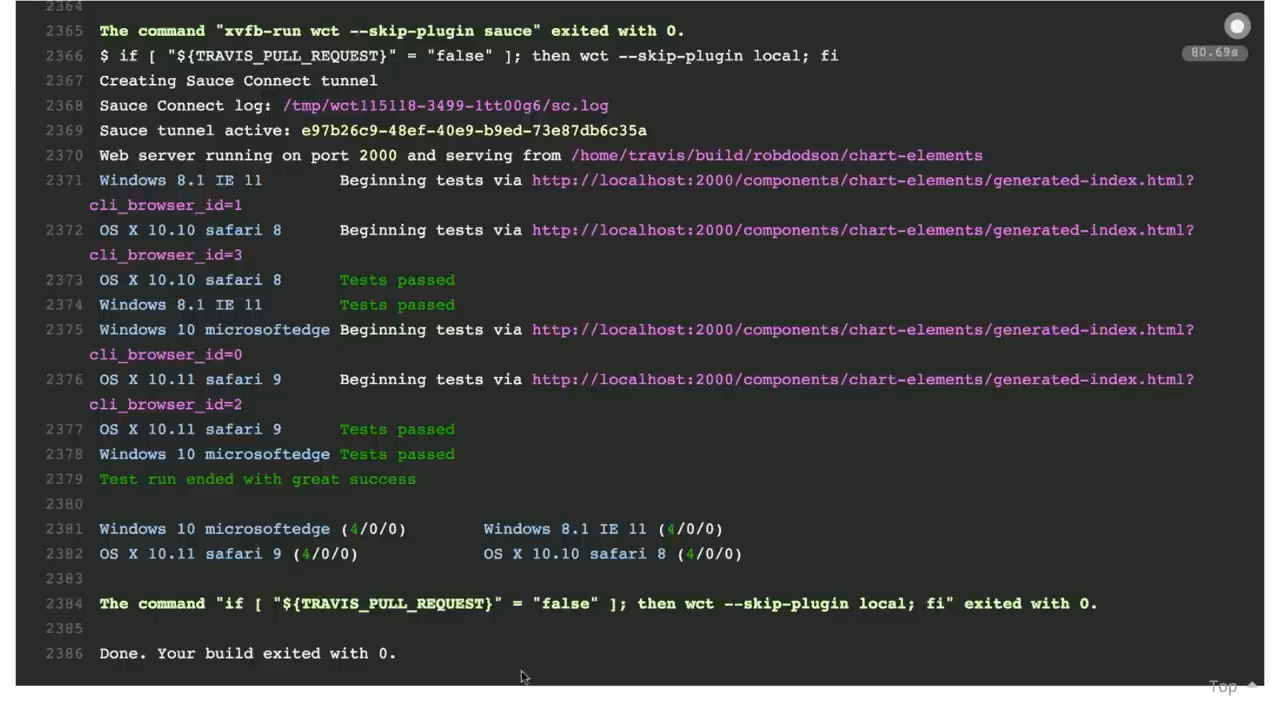 2364
2365 The command "xvfb-run wct --skip-plugin sauce" exited with 0.
80.69s
2366 $ if [ "${TRAVIS_PULL_REQUEST}" = "false" ]; then wct --skip-plugin local; fi
2367 Creating Sauce Connect tunnel
2368 Sauce Connect log: /tmp/wct115118-3499-1tt00g6/sc.log
2369 Sauce tunnel active: e97b26c9-48ef-40e9-b9ed-73e87db6c35a
2370 Web server running on port 2000 and serving from /home/travis/build/robdodson/chart-elements
2371 Windows 8.1 IE 11 Beginning tests via http://localhost:2000/components/chart-elements/generated-index.html?
cli_browser_id=1
2372 OS X 10.10 safari 8 Beginning tests via http://localhost:2000/components/chart-elements/generated-index.html?
cli_browser_id=3
2373 OS X 10.10 safari 8 Tests passed
2374 Windows 8.1 IE 11 Tests passed
2375 Windows 10 microsoftedge Beginning tests via http://localhost:2000/components/chart-elements/generated-index.html?
cli_browser_id=0
2376 OS X 10.11 safari 9 Beginning tests via http://localhost:2000/components/chart-elements/generated-index.html?
cli_browser_id=2
2377 OS X 10.11 safari 9 Tests passed
2378 Windows 10 microsoftedge Tests passed
2379 Test run ended with great success
2380
2381 Windows 10 microsoftedge (4/0/0) Windows 8.1 IE 11 (4/0/0)
2382 OS X 10.11 safari 9 (4/0/0) OS X 10.10 safari 8 (4/0/0)
2383
2384 The command "if [ "${TRAVIS_PULL_REQUEST}" = "false" ]; then wct --skip-plugin local; fi" exited with 0.
2385
2386 Done. Your build exited with 0.
Top